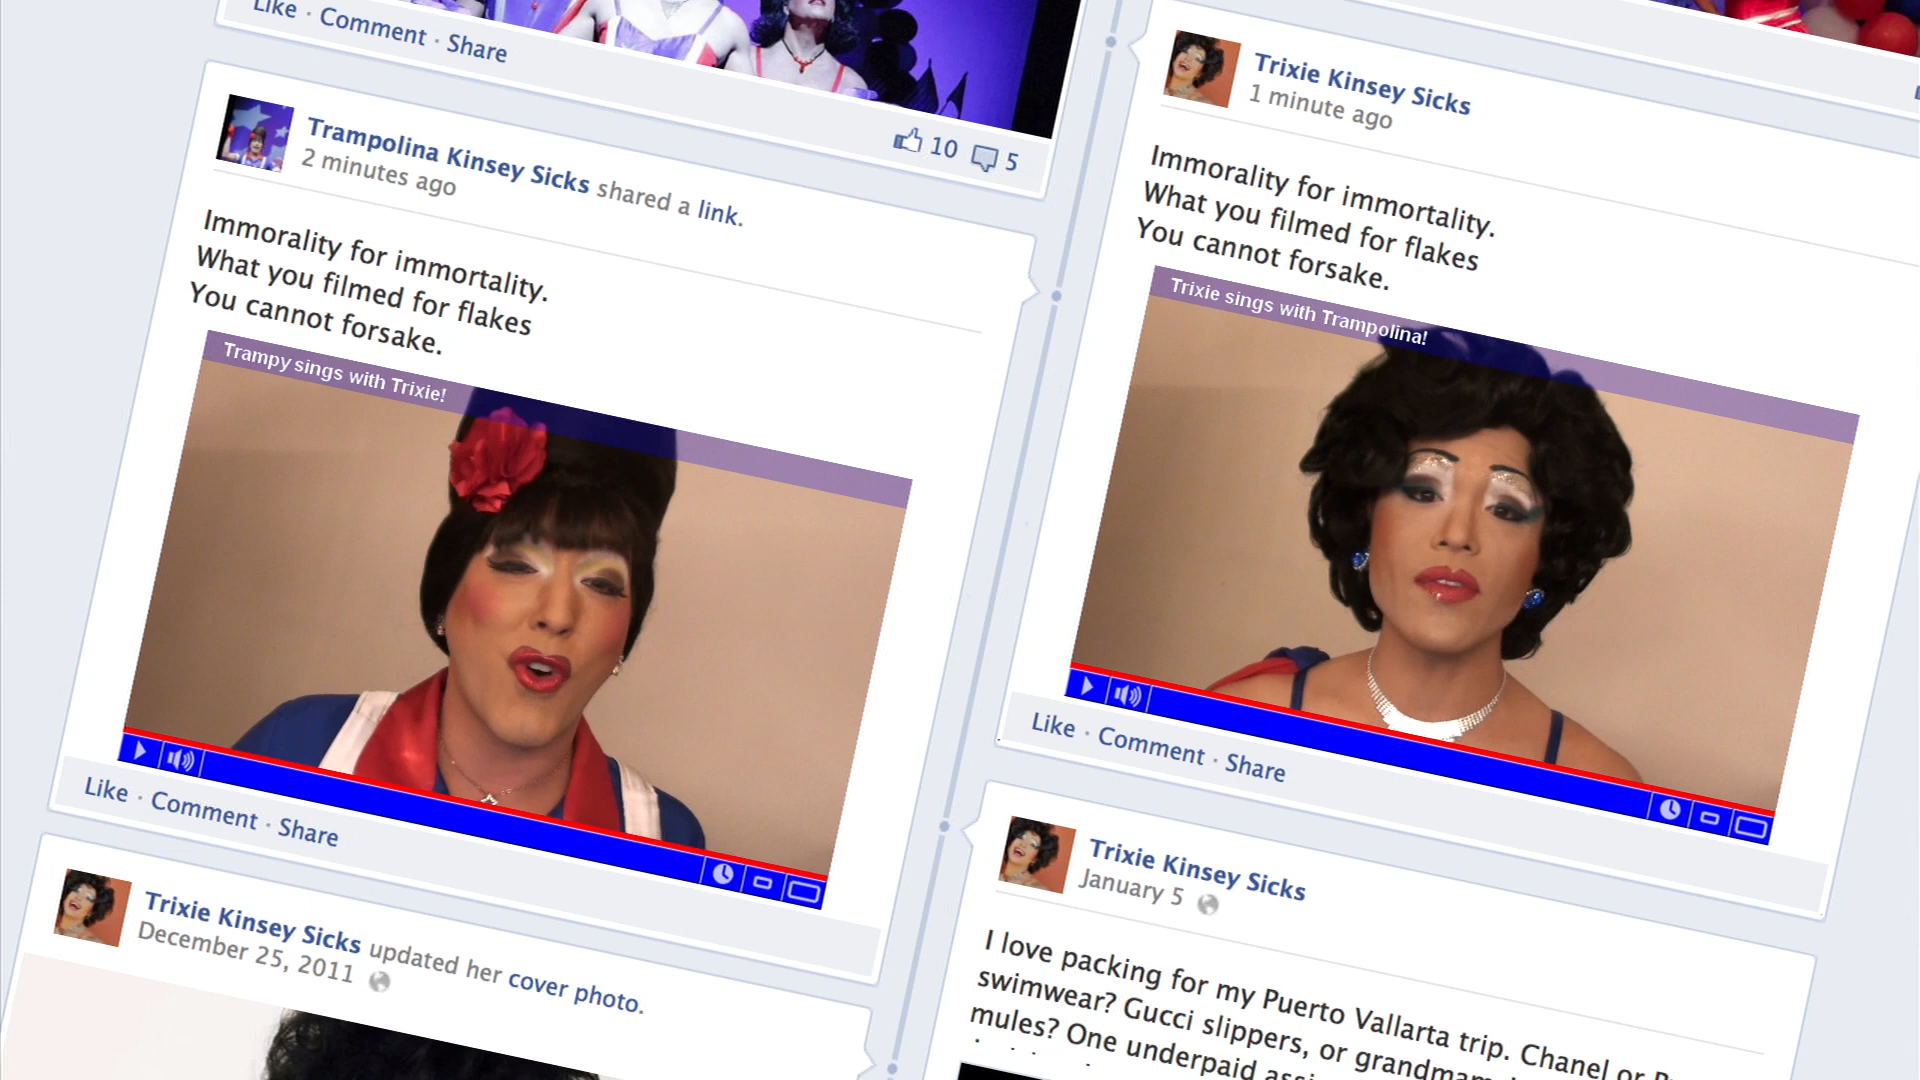 Like · Comment · Share
10 5
Trampolina Kinsey Sicks shared a link.
2 minutes ago
Immorality for immortality.
What you filmed for flakes
You cannot forsake.
Trampy sings with Trixie!
Like · Comment · Share
Trixie Kinsey Sicks updated her cover photo.
December 25, 2011
Trixie Kinsey Sicks
1 minute ago
Immorality for immortality.
What you filmed for flakes
You cannot forsake.
Trixie sings with Trampolina!
Like · Comment · Share
Trixie Kinsey Sicks
January 5
I love packing for my Puerto Vallarta trip. Chanel or
swimwear? Gucci slippers, or
mules? One underpaid